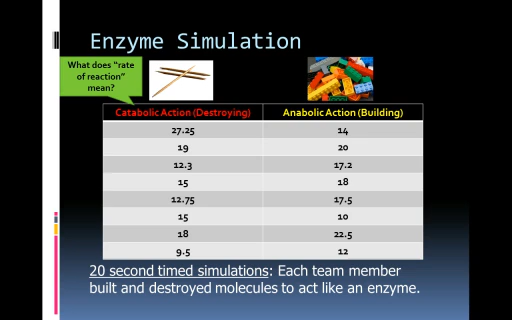 Enzyme Simulation
What does “rate
of reaction”
mean?
Catabolic Action (Destroying) Anabolic Action (Building)
27.25 14
19 20
12.3 17.2
15 18
12.75 17.5
15 10
18 22.5
9.5 12
20 second timed simulations: Each team member
built and destroyed molecules to act like an enzyme.